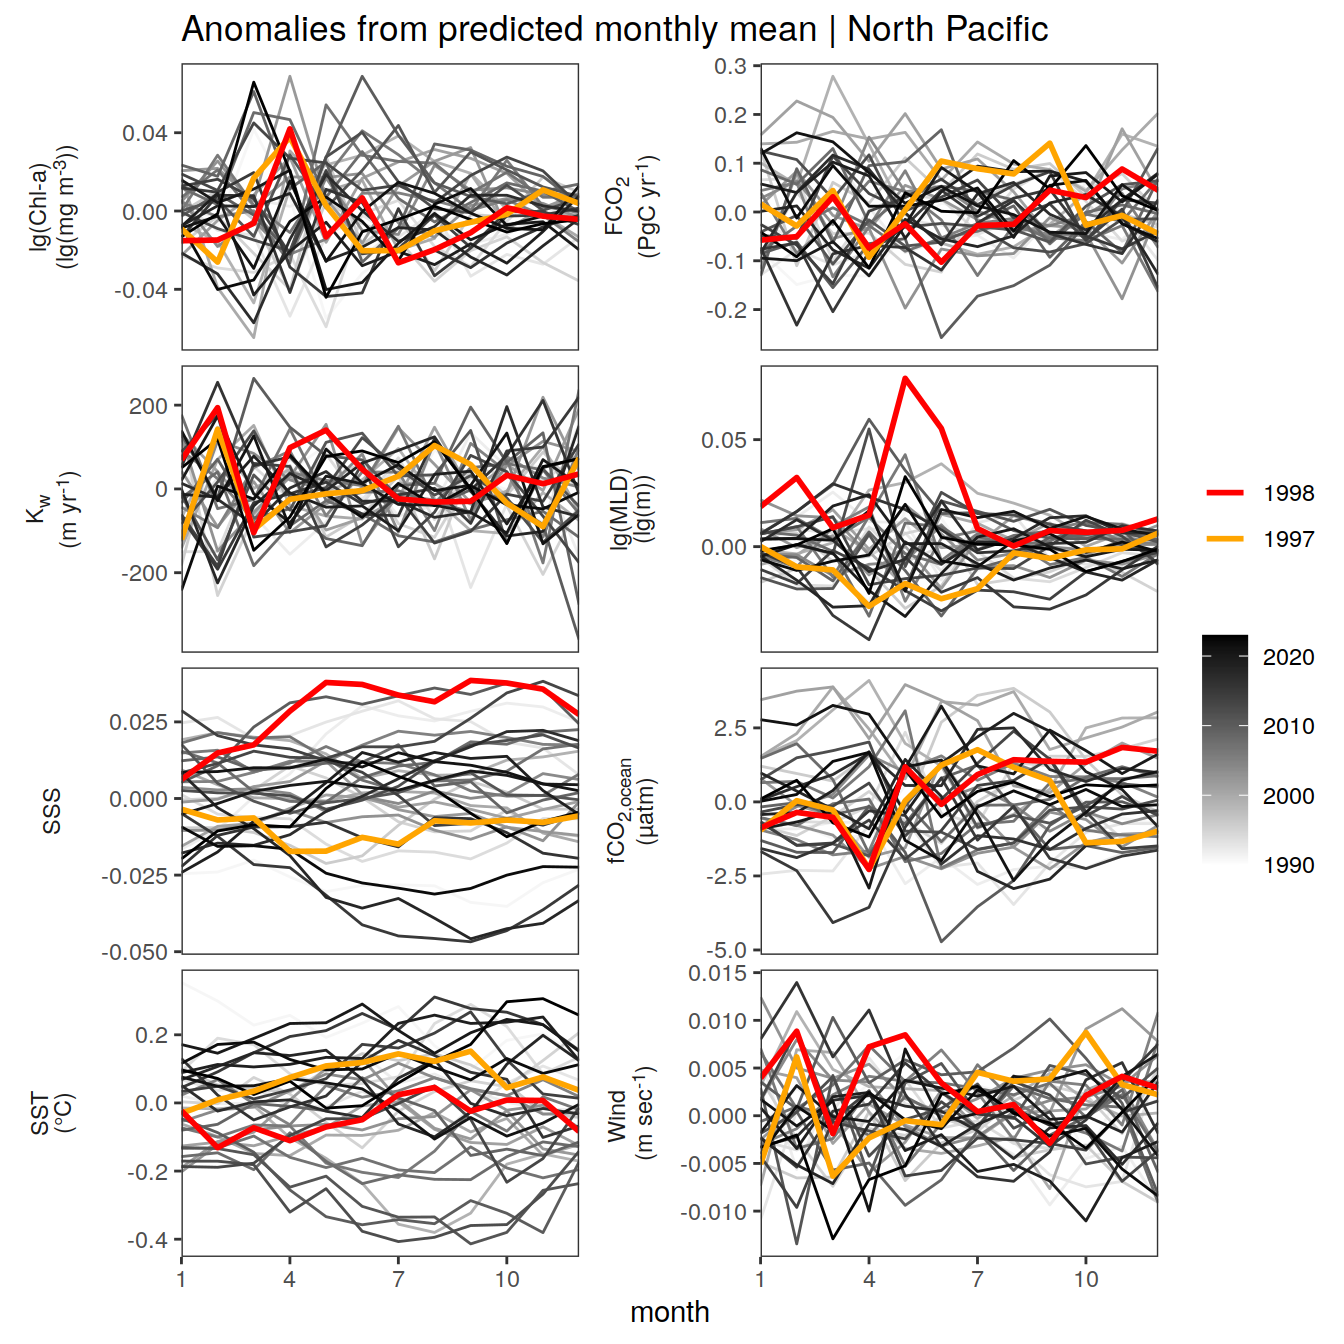 Anomalies from predicted monthly mean | North Pacific
lg(Chl-a)
(lg(mg m⁻³))
0.04
0.00
-0.04
FCO₂
(PgC yr⁻¹)
0.3
0.2
0.1
0.0
-0.1
-0.2
K_w
(m yr⁻¹)
200
0
-200
lg(MLD)
(lg(m))
0.05
0.00
SSS
0.025
0.000
-0.025
-0.050
fCO₂,ocean
(µatm)
2.5
0.0
-2.5
-5.0
SST
(°C)
0.2
0.0
-0.2
-0.4
Wind
(m sec⁻¹)
0.015
0.010
0.005
0.000
-0.005
-0.010
1 4 7 10
1 4 7 10
month
1998
1997
2020
2010
2000
1990